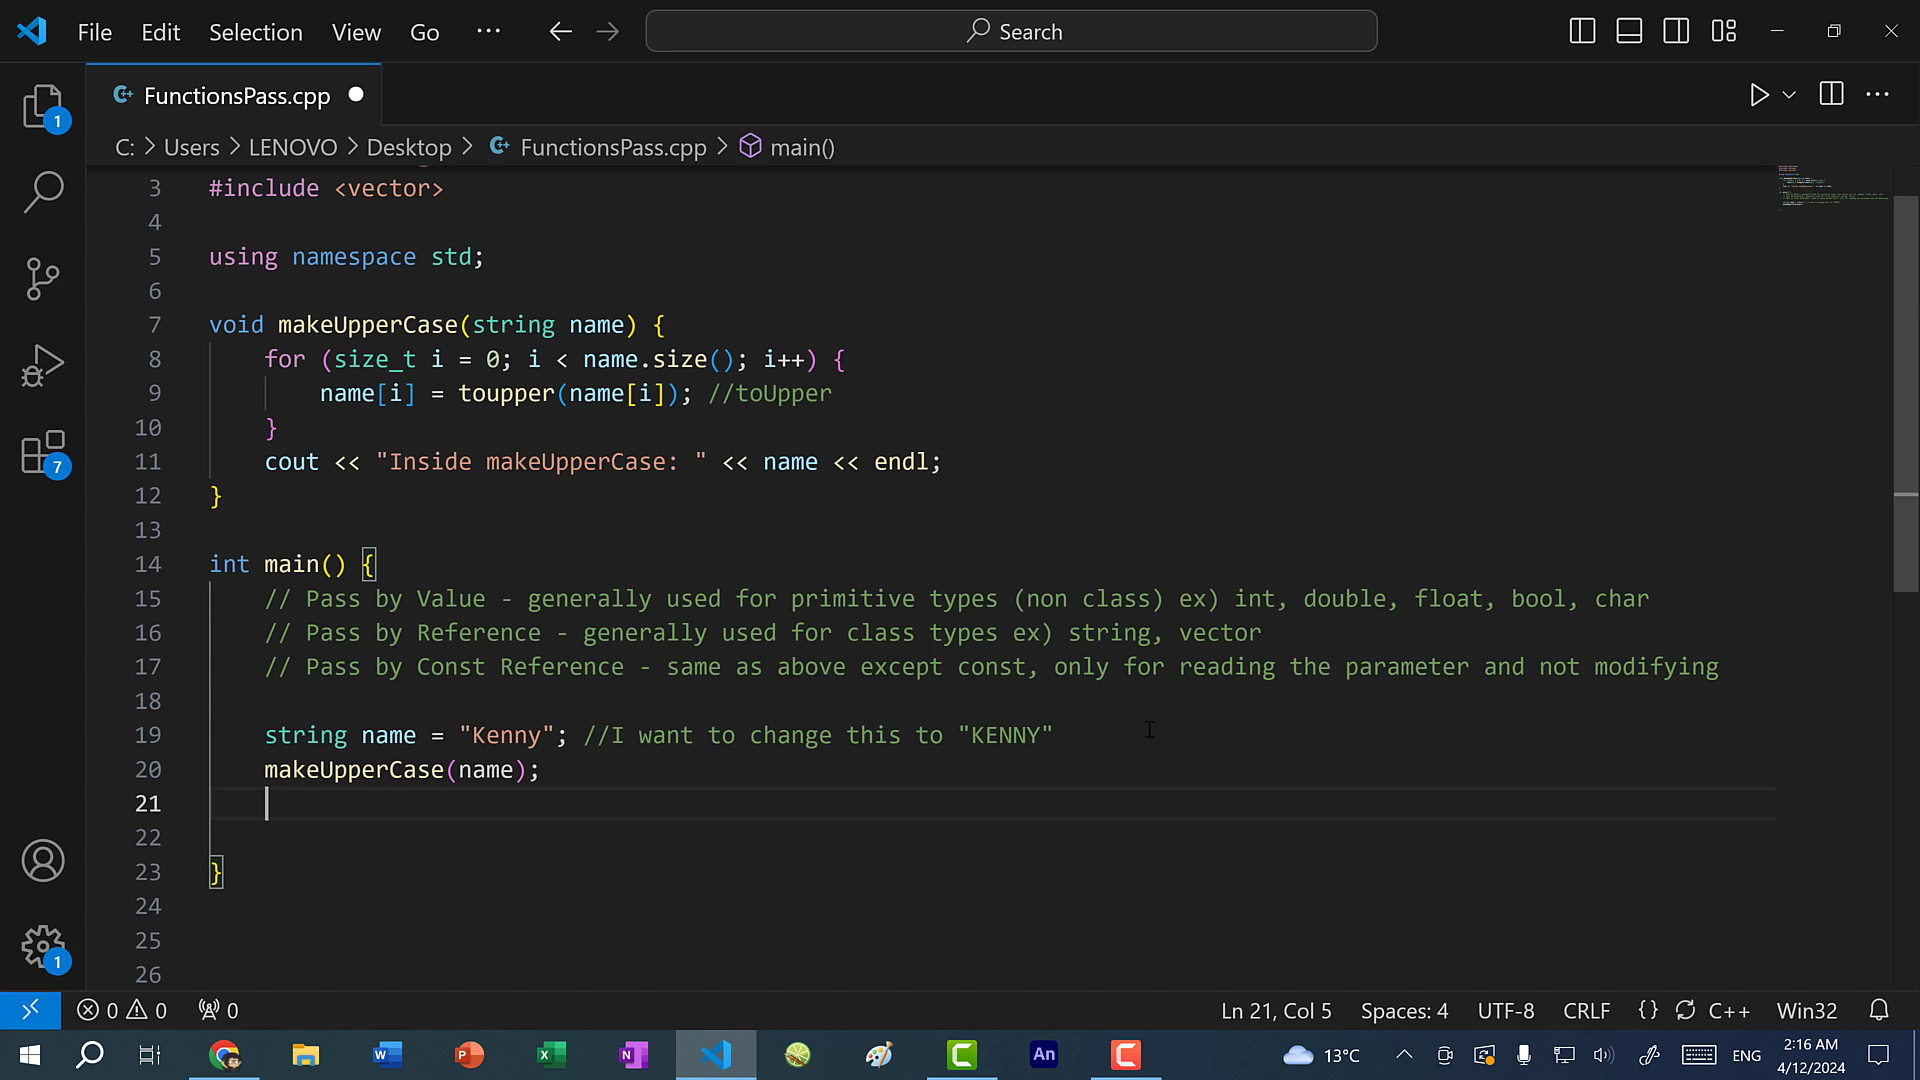 File Edit Selection View Go ··· Search
FunctionsPass.cpp
C: > Users > LENOVO > Desktop > FunctionsPass.cpp > main()
3 #include <vector>
4
5 using namespace std;
6
7 void makeUpperCase(string name) {
8 for (size_t i = 0; i < name.size(); i++) {
9 name[i] = toupper(name[i]); //toUpper
10 }
11 cout << "Inside makeUpperCase: " << name << endl;
12 }
13
14 int main() {
15 // Pass by Value - generally used for primitive types (non class) ex) int, double, float, bool, char
16 // Pass by Reference - generally used for class types ex) string, vector
17 // Pass by Const Reference - same as above except const, only for reading the parameter and not modifying
18
19 string name = "Kenny"; //I want to change this to "KENNY"
20 makeUpperCase(name);
21
22
23 }
24
25
26
1
7
1
0 0 0 Ln 21, Col 5 Spaces: 4 UTF-8 CRLF {} C++ Win32
W P X N An C 13°C ENG 2:16 AM
4/12/2024